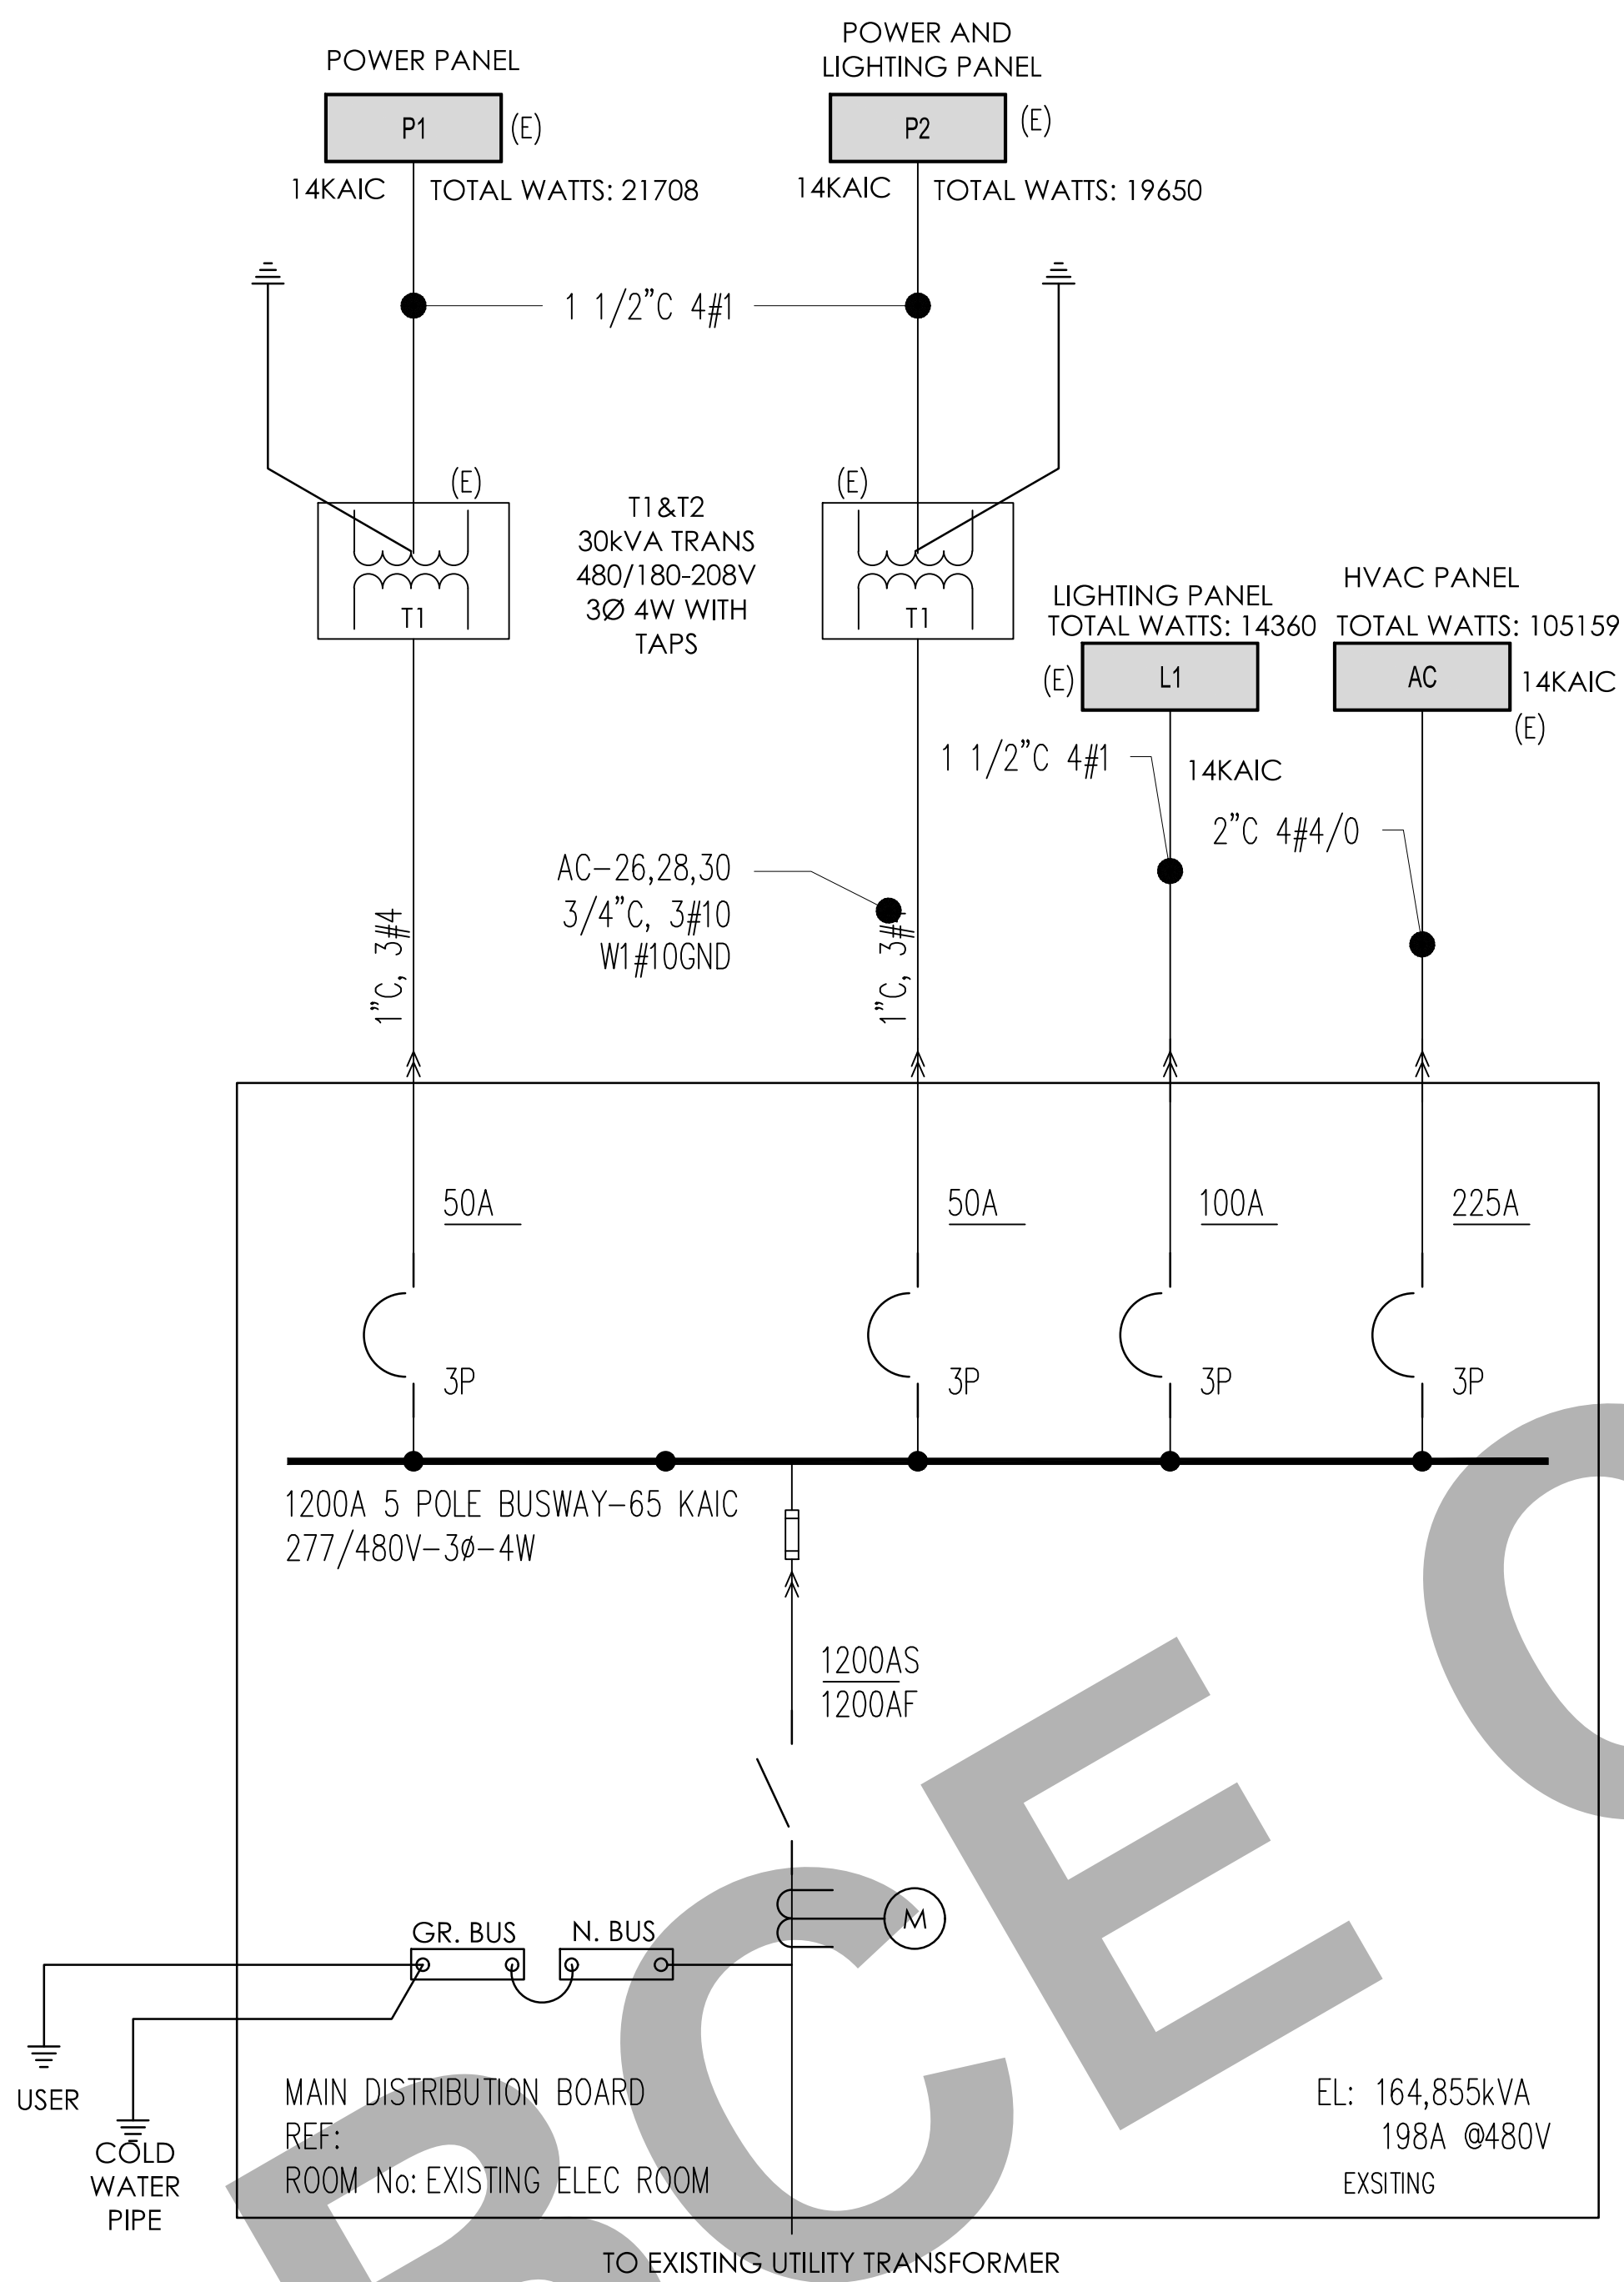 POWER PANEL
P1
(E)
14KAIC
TOTAL WATTS: 21708
POWER AND
LIGHTING PANEL
P2
(E)
14KAIC
TOTAL WATTS: 19650
1 1/2"C 4#1
(E)
T1
T1&T2
30kVA TRANS
480/180-208V
3Ø 4W WITH
TAPS
(E)
T1
LIGHTING PANEL
TOTAL WATTS: 14360
(E)
L1
HVAC PANEL
TOTAL WATTS: 105159
AC
14KAIC
(E)
1 1/2"C 4#1
14KAIC
2"C 4#4/0
AC-26,28,30
3/4"C, 3#10
W1#10GND
1"C, 3#4
1"C,
50A
50A
100A
225A
3P
3P
3P
3P
1200A 5 POLE BUSWAY-65 KAIC
277/480V-3ø-4W
1200AS
1200AF
M
GR. BUS
N. BUS
USER
COLD
WATER
PIPE
MAIN DISTRIBUTION BOARD
REF:
ROOM No: EXISTING ELEC ROOM
EL: 164,855kVA
198A @480V
EXSITING
TO EXISTING UTILITY TRANSFORMER